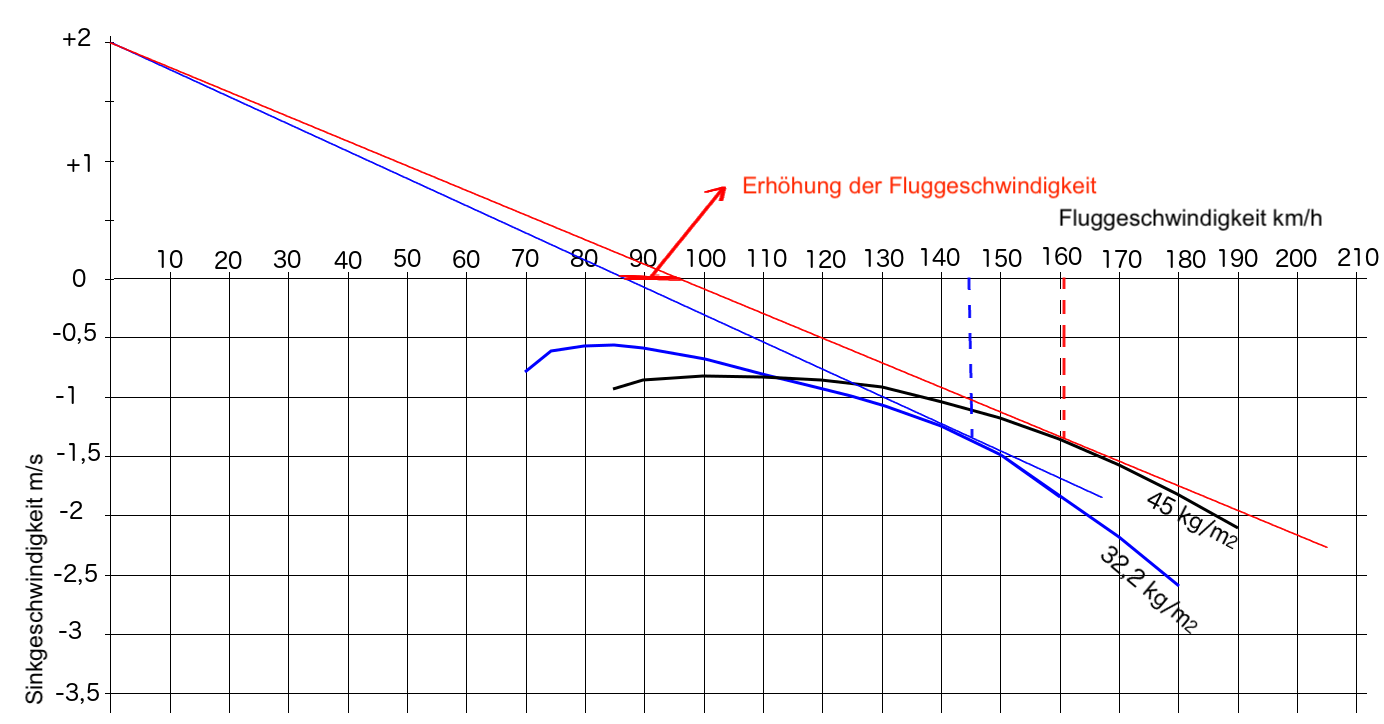 +2
+1
Erhöhung der Fluggeschwindigkeit
Fluggeschwindigkeit km/h
10 20 30 40 50 60 70 80 90 100 110 120 130 140 150 160 170 180 190 200 210
0
-0,5
-1
-1,5
-2
-2,5
-3
-3,5
Sinkgeschwindigkeit m/s
45 kg/m2
32,2 kg/m2